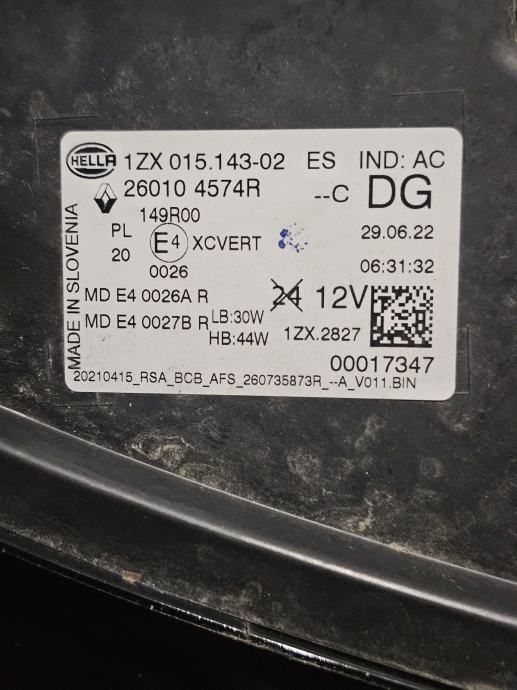 HELLA 1ZX 015.143-02 ES IND: AC
26010 4574R --C DG
149R00
PL 20 E4 XCVERT 29.06.22
0026 06:31:32
MD E4 0026A R 24 12V
MD E4 0027B R LB:30W
HB:44W 1ZX.2827
00017347
20210415_RSA_BCB_AFS_260735873R_--A_V011.BIN
MADE IN SLOVENIA